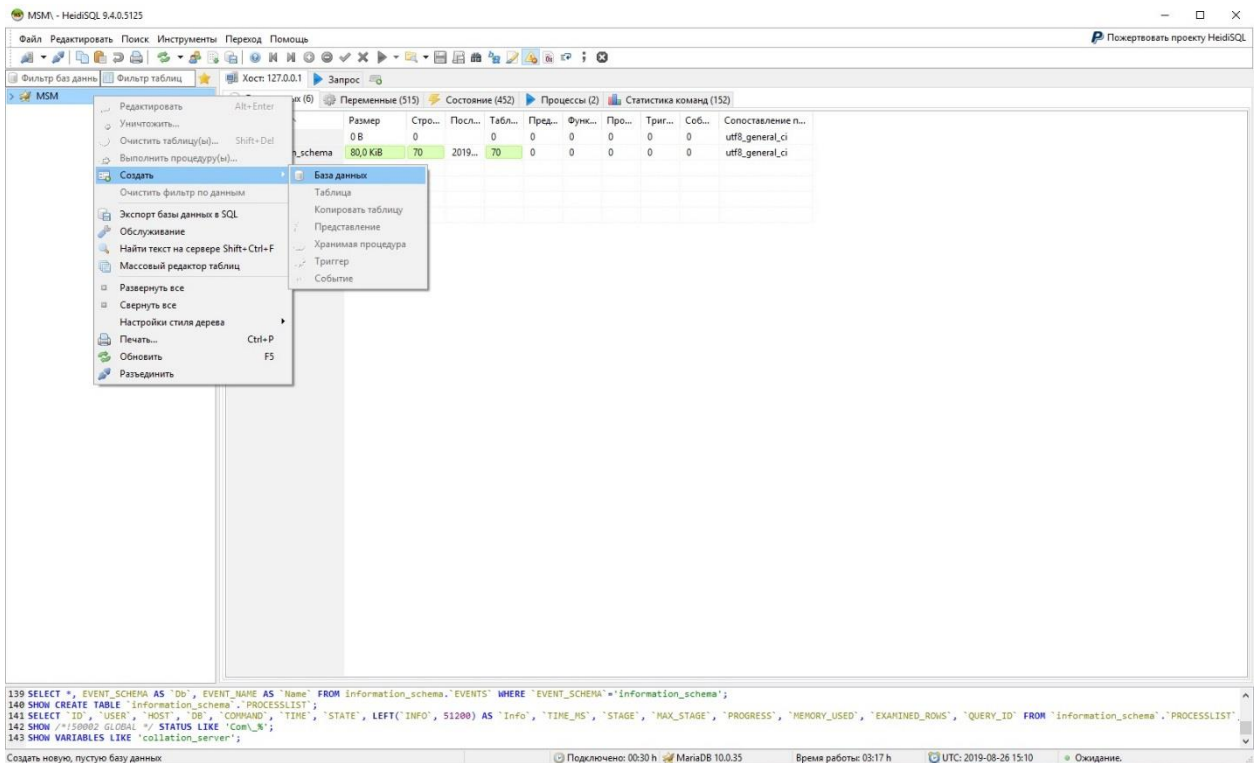 MSM\ - HeidiSQL 9.4.0.5125
Файл Редактировать Поиск Инструменты Переход Помощь
Пожертвовать проекту HeidiSQL
Фильтр баз даннь Фильтр таблиц Хост: 127.0.0.1 Запрос
MSM
ых (6) Переменные (515) Состояние (452) Процессы (2) Статистика команд (152)
Размер Стро... Посл... Табл... Пред... Функ... Про... Триг... Соб... Сопоставление п...
0 B 0 0 0 0 0 0 0 utf8_general_ci
n_schema 80,0 KiB 70 2019... 70 0 0 0 0 0 utf8_general_ci
Редактировать Alt+Enter
Уничтожить...
Очистить таблицу(ы)... Shift+Del
Выполнить процедуру(ы)...
Создать
Очистить фильтр по данным
Экспорт базы данных в SQL
Обслуживание
Найти текст на сервере Shift+Ctrl+F
Массовый редактор таблиц
Развернуть все
Свернуть все
Настройки стиля дерева
Печать... Ctrl+P
Обновить F5
Разъединить
База данных
Таблица
Копировать таблицу
Представление
Хранимая процедура
Триггер
Событие
139 SELECT *, EVENT_SCHEMA AS `Db`, EVENT_NAME AS `Name` FROM information_schema.`EVENTS` WHERE `EVENT_SCHEMA`='information_schema';
140 SHOW CREATE TABLE `information_schema`.`PROCESSLIST`;
141 SELECT `ID`, `USER`, `HOST`, `DB`, `COMMAND`, `TIME`, `STATE`, LEFT(`INFO`, 51200) AS `Info`, `TIME_MS`, `STAGE`, `MAX_STAGE`, `PROGRESS`, `MEMORY_USED`, `EXAMINED_ROWS`, `QUERY_ID` FROM `information_schema`.`PROCESSLIST`
142 SHOW /*!50002 GLOBAL */ STATUS LIKE 'Com\_%';
143 SHOW VARIABLES LIKE 'collation_server';
Создать новую, пустую базу данных Подключено: 00:30 h MariaDB 10.0.35 Время работы: 03:17 h UTC: 2019-08-26 15:10 Ожидание.